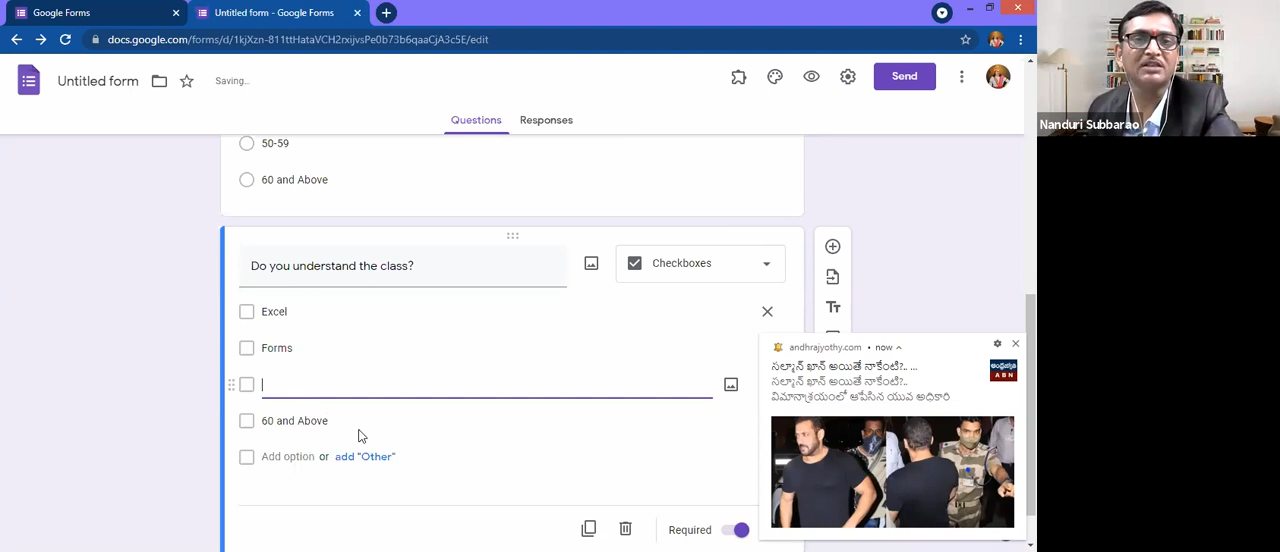 Google Forms
Untitled form - Google Forms
docs.google.com/forms/d/1kjXzn-811ttHataVCH2rxijvsPe0b73b6qaaCjA3c5E/edit
Untitled form
Saving...
Send
Questions
Responses
50-59
60 and Above
Do you understand the class?
Checkboxes
Excel
Forms
60 and Above
Add option or add "Other"
Required
Tt
Nanduri Subbarao
andhrajyothy.com • now
సల్మాన్ ఖాన్ అయితే నాకేంటి?.. ...
సల్మాన్ ఖాన్ అయితే నాకేంటి?..
విమానాశ్రయంలో ఆపేసిన యువ అధికారి
ఆంధ్రజ్యోతి
ABN